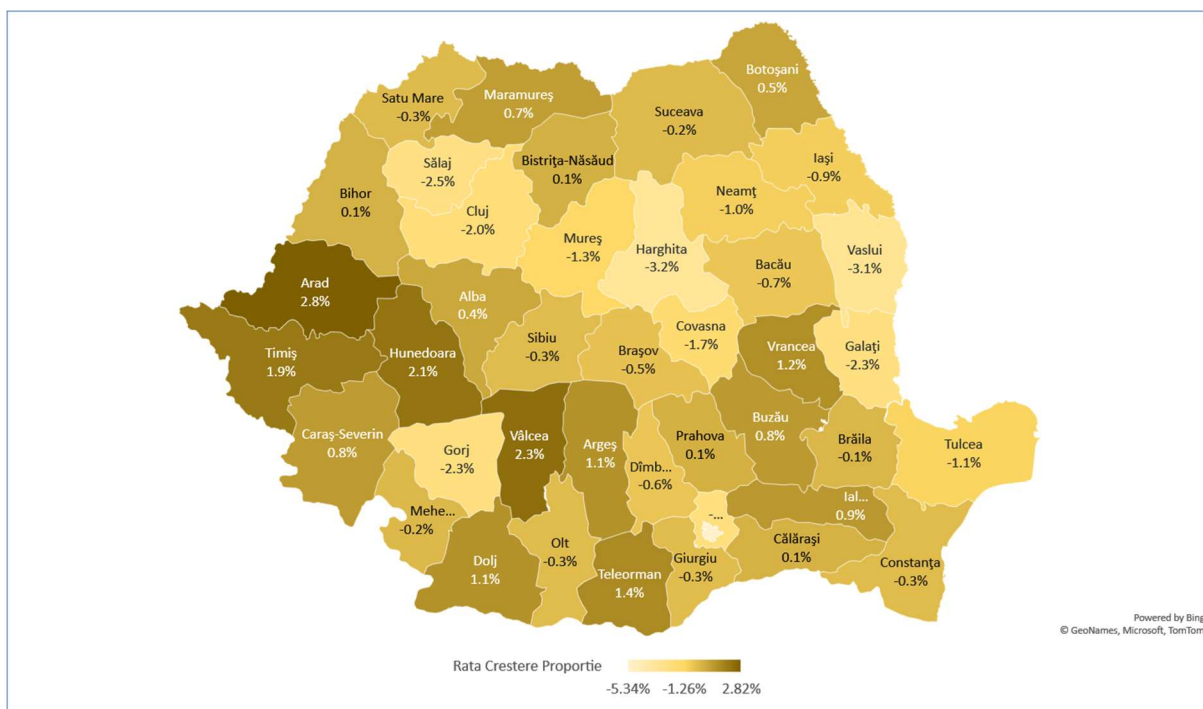 Botoşani
0.5%
Satu Mare
-0.3%
Maramureş
0.7%
Suceava
-0.2%
Sălaj
-2.5%
Bistriţa-Năsăud
0.1%
Iaşi
-0.9%
Bihor
0.1%
Cluj
-2.0%
Neamţ
-1.0%
Mureş
-1.3%
Harghita
-3.2%
Vaslui
-3.1%
Bacău
-0.7%
Arad
2.8%
Alba
0.4%
Covasna
-1.7%
Sibiu
-0.3%
Braşov
-0.5%
Vrancea
1.2%
Galaţi
-2.3%
Timiş
1.9%
Hunedoara
2.1%
Caraş-Severin
0.8%
Gorj
-2.3%
Vâlcea
2.3%
Argeş
1.1%
Prahova
0.1%
Buzău
0.8%
Brăila
-0.1%
Tulcea
-1.1%
Dîmb...
-0.6%
Mehe...
-0.2%
Ial...
0.9%
-...
Olt
-0.3%
Dolj
1.1%
Teleorman
1.4%
Giurgiu
-0.3%
Călăraşi
0.1%
Constanţa
-0.3%
Powered by Bing
© GeoNames, Microsoft, TomTom
Rata Crestere Proportie
-5.34% -1.26% 2.82%